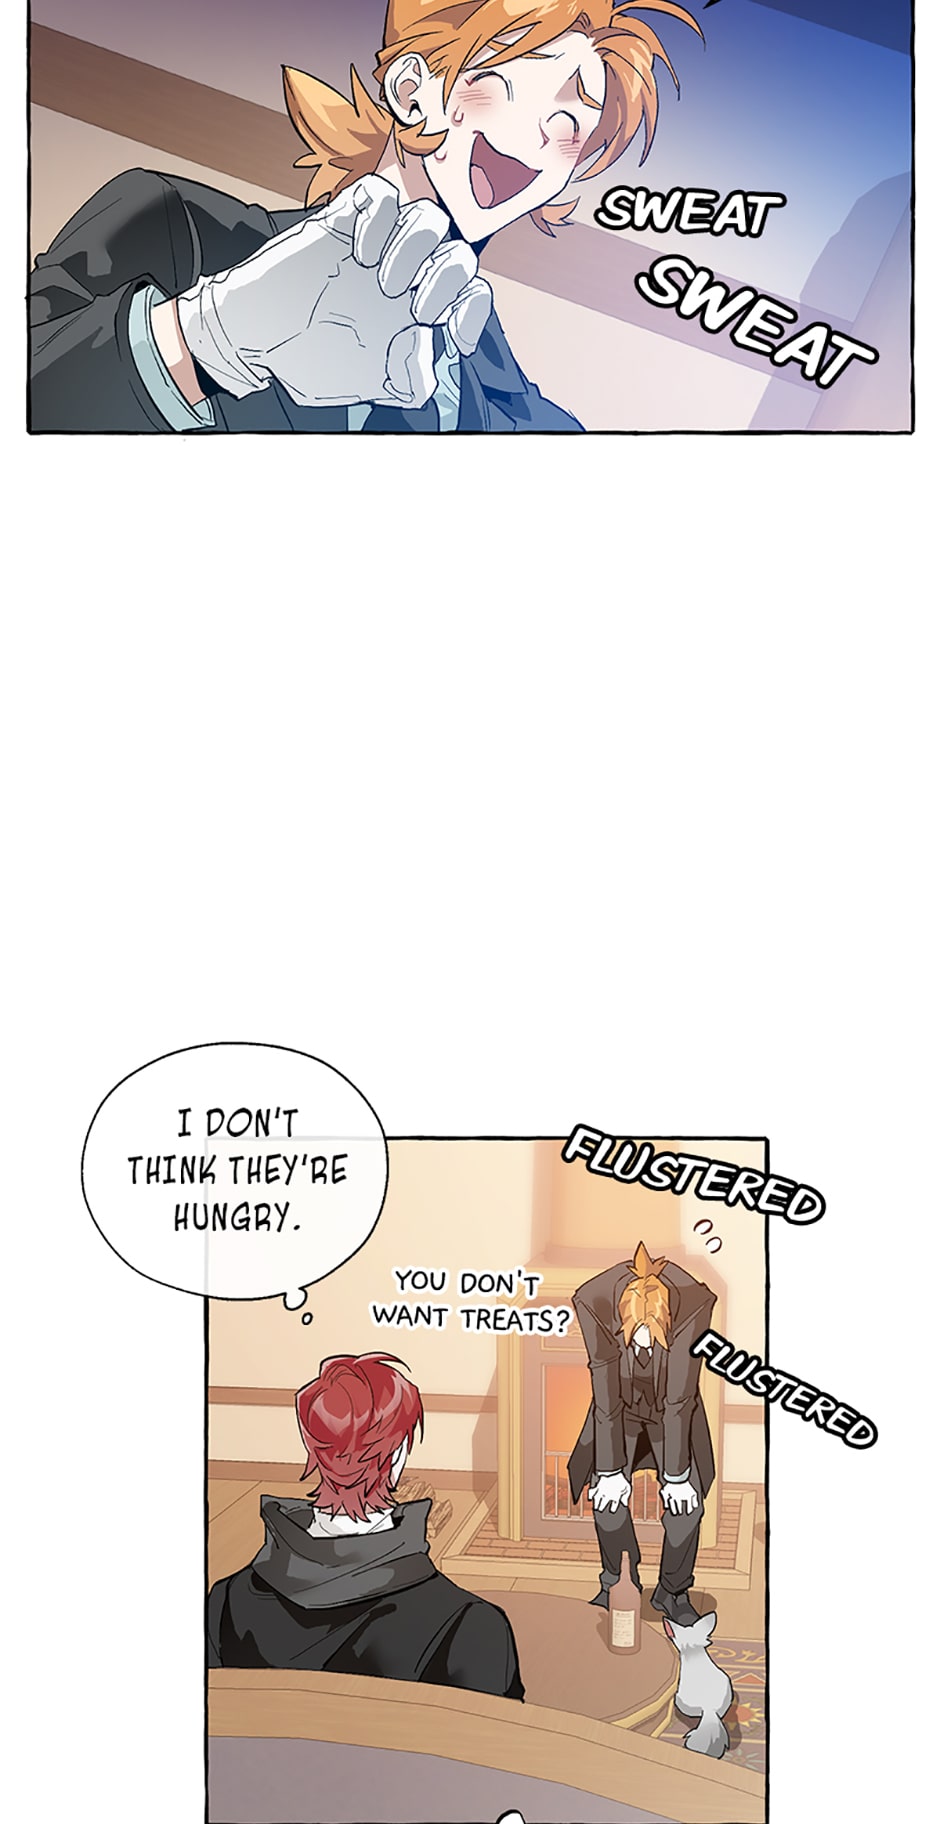 SWEAT
SWEAT
I DON'T
THINK THEY'RE
HUNGRY.
FLUSTERED
YOU DON'T
WANT TREATS?
FLUSTERED